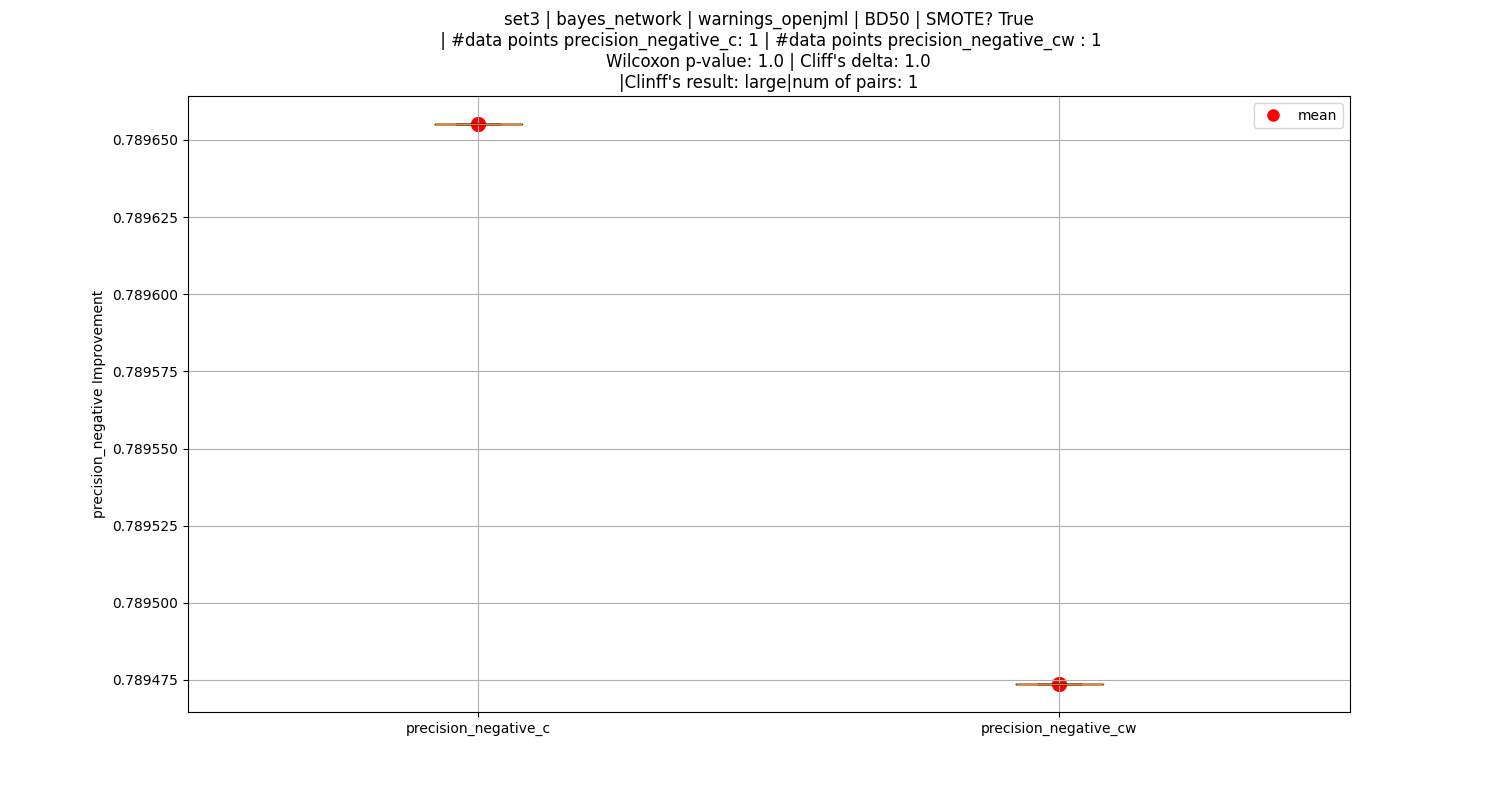 set3 | bayes_network | warnings_openjml | BD50 | SMOTE? True
| #data points precision_negative_c: 1 | #data points precision_negative_cw : 1
Wilcoxon p-value: 1.0 | Cliff's delta: 1.0
|Clinff's result: large|num of pairs: 1
mean
precision_negative Improvement
0.789650
0.789625
0.789600
0.789575
0.789550
0.789525
0.789500
0.789475
precision_negative_c
precision_negative_cw